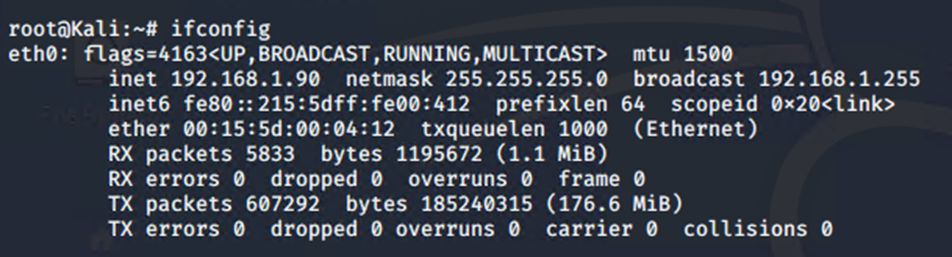 root@Kali:~# ifconfig
eth0: flags=4163<UP,BROADCAST,RUNNING,MULTICAST>  mtu 1500
        inet 192.168.1.90  netmask 255.255.255.0  broadcast 192.168.1.255
        inet6 fe80::215:5dff:fe00:412  prefixlen 64  scopeid 0×20<link>
        ether 00:15:5d:00:04:12  txqueuelen 1000  (Ethernet)
        RX packets 5833  bytes 1195672 (1.1 MiB)
        RX errors 0  dropped 0  overruns 0  frame 0
        TX packets 607292  bytes 185240315 (176.6 MiB)
        TX errors 0  dropped 0 overruns 0  carrier 0  collisions 0